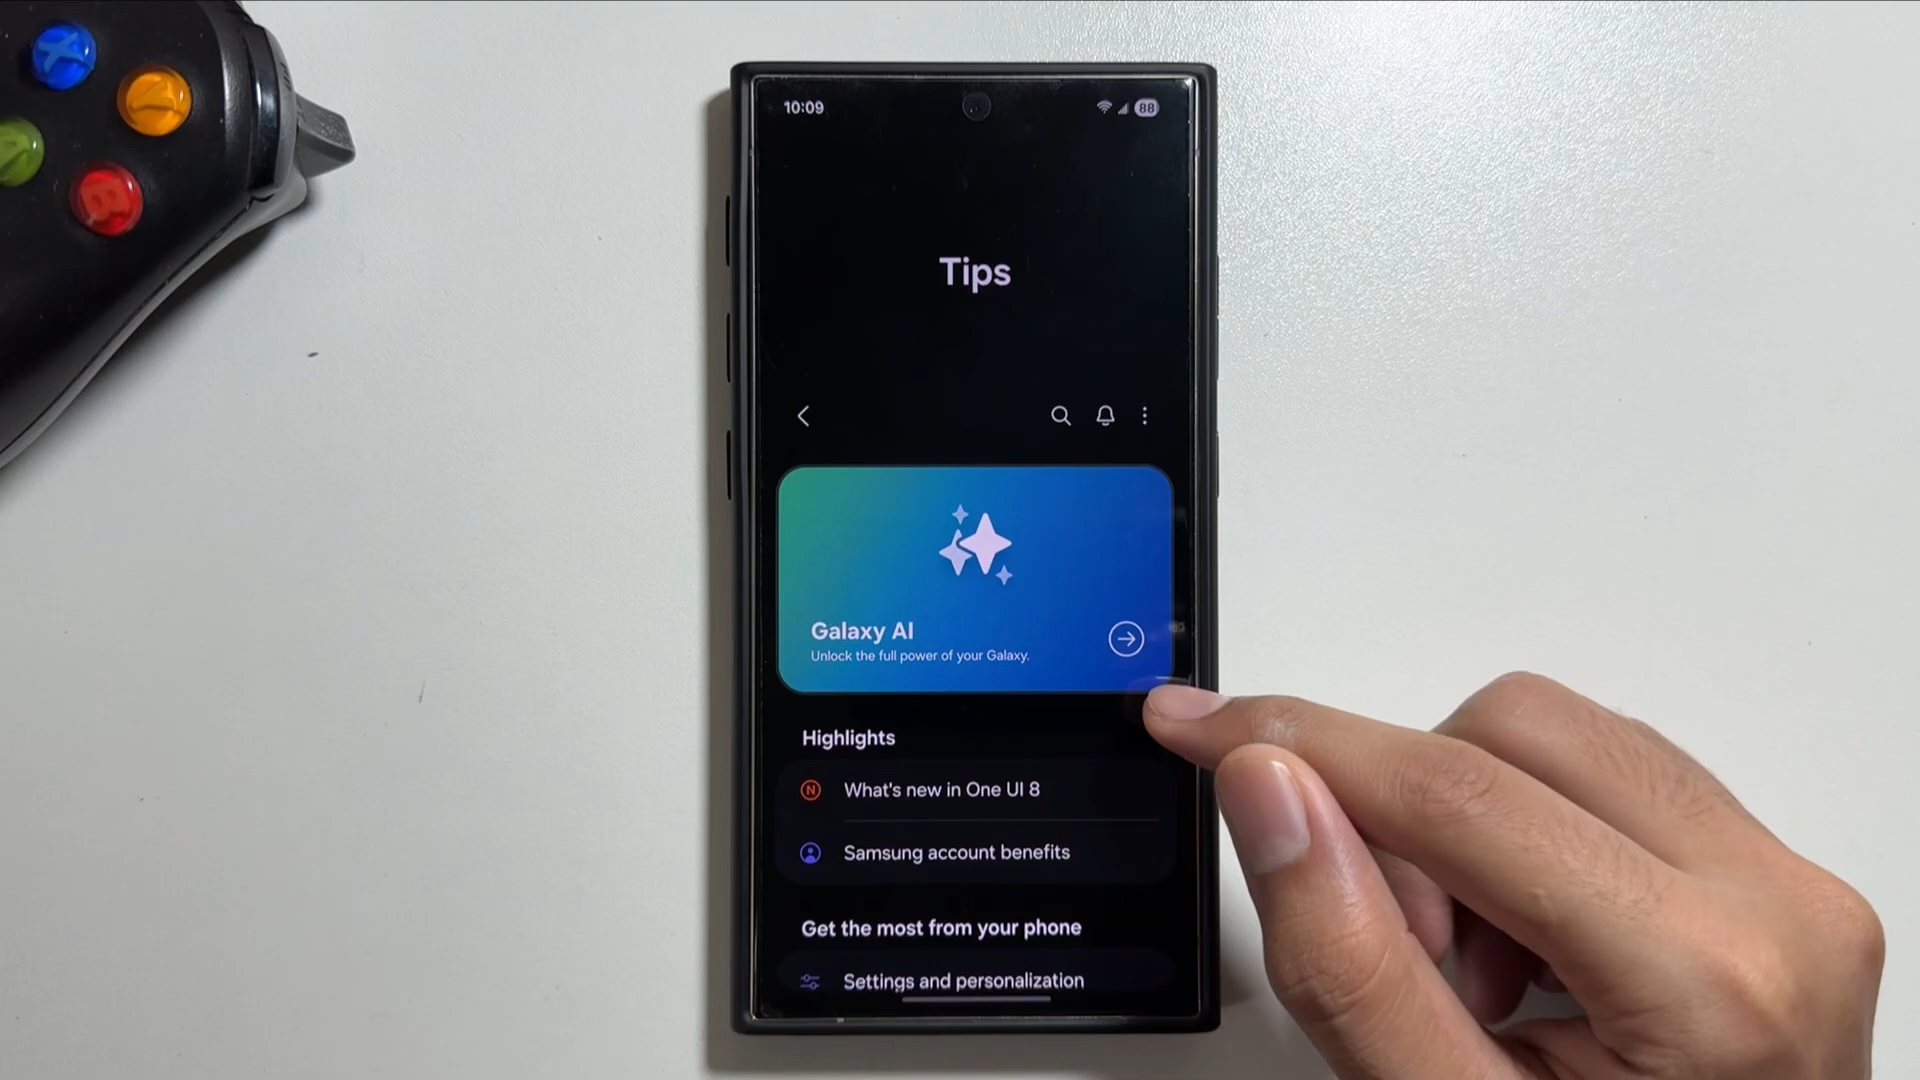 X
Y
A
B
10:09
88
Tips
Galaxy AI
Unlock the full power of your Galaxy.
Highlights
N
What's new in One UI 8
Samsung account benefits
Get the most from your phone
Settings and personalization